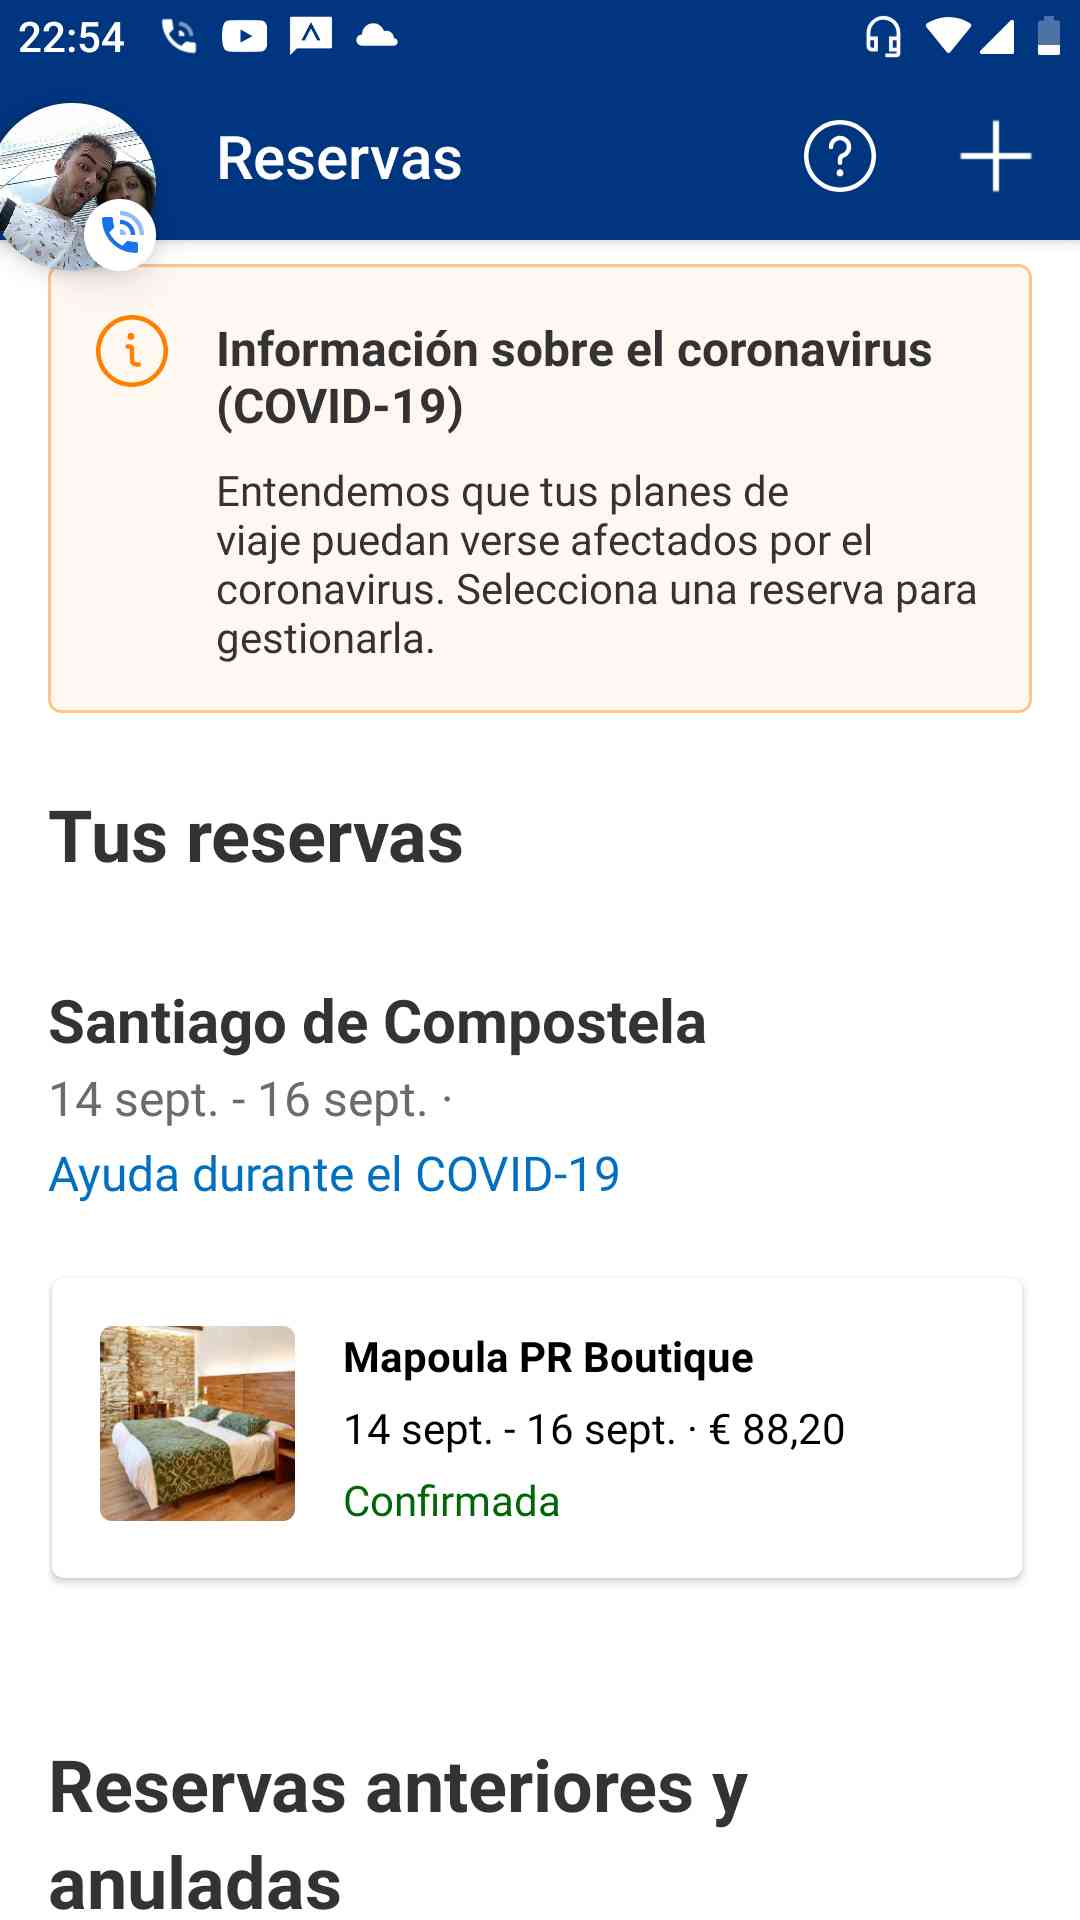 22:54
Reservas
Información sobre el coronavirus
(COVID-19)
Entendemos que tus planes de
viaje puedan verse afectados por el
coronavirus. Selecciona una reserva para
gestionarla.
Tus reservas
Santiago de Compostela
14 sept. - 16 sept. ·
Ayuda durante el COVID-19
Mapoula PR Boutique
14 sept. - 16 sept. · € 88,20
Confirmada
Reservas anteriores y
anuladas